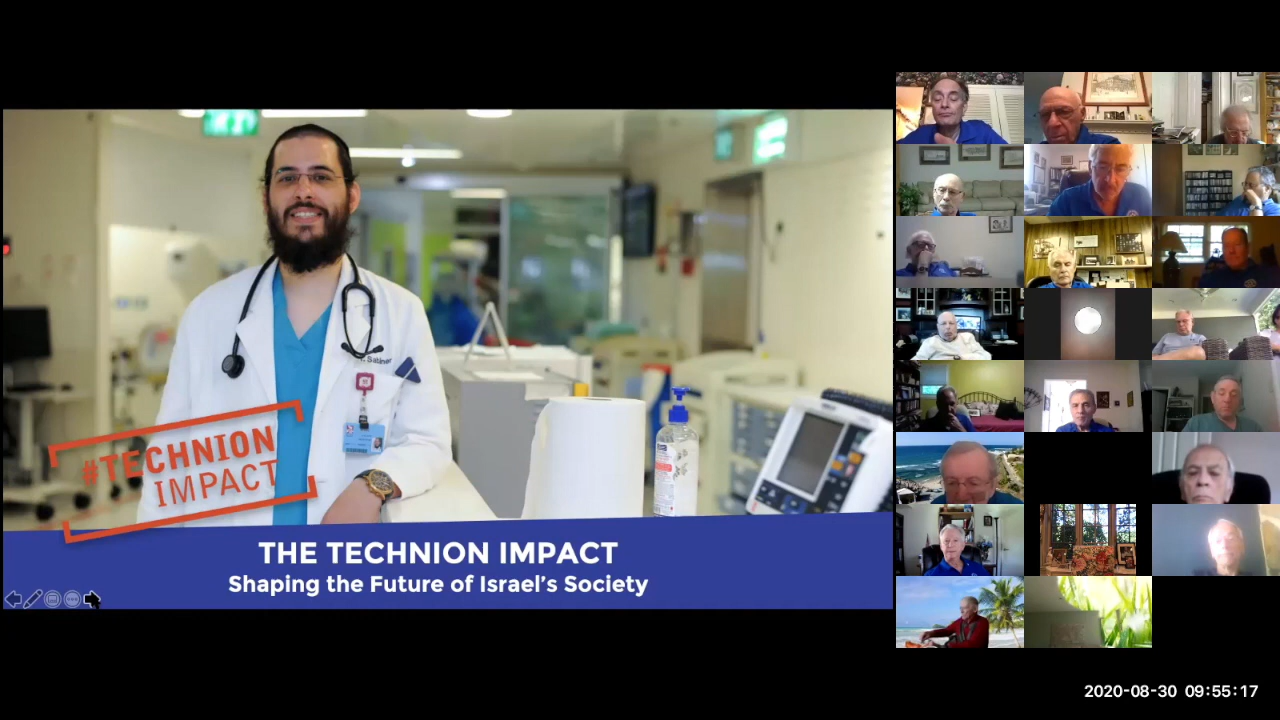 #TECHNION
IMPACT
THE TECHNION IMPACT
Shaping the Future of Israel's Society
2020-08-30 09:55:17